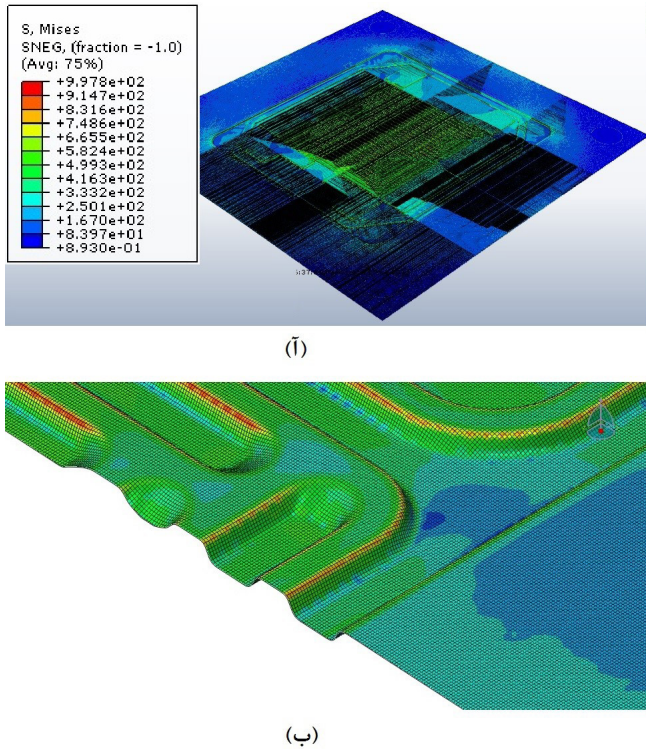 S, Mises
SNEG, (fraction = -1.0)
(Avg: 75%)
+9.978e+02
+9.147e+02
+8.316e+02
+7.486e+02
+6.655e+02
+5.824e+02
+4.993e+02
+4.163e+02
+3.332e+02
+2.501e+02
+1.670e+02
+8.397e+01
+8.930e-01
(آ)
(ب)